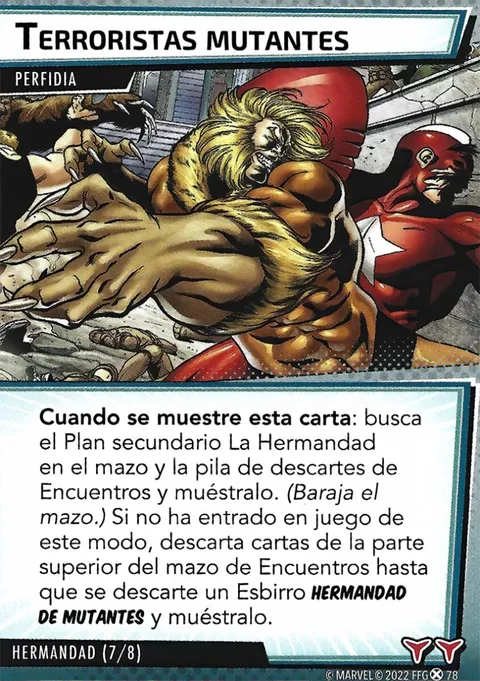 TERRORISTAS MUTANTES
PERFIDIA
Cuando se muestre esta carta: busca
el Plan secundario La Hermandad
en el mazo y la pila de descartes de
Encuentros y muéstralo. (Baraja el
mazo.) Si no ha entrado en juego de
este modo, descarta cartas de la parte
superior del mazo de Encuentros hasta
que se descarte un Esbirro HERMANDAD
DE MUTANTES y muéstralo.
HERMANDAD (7/8)
© MARVEL © 2022 FFG 78